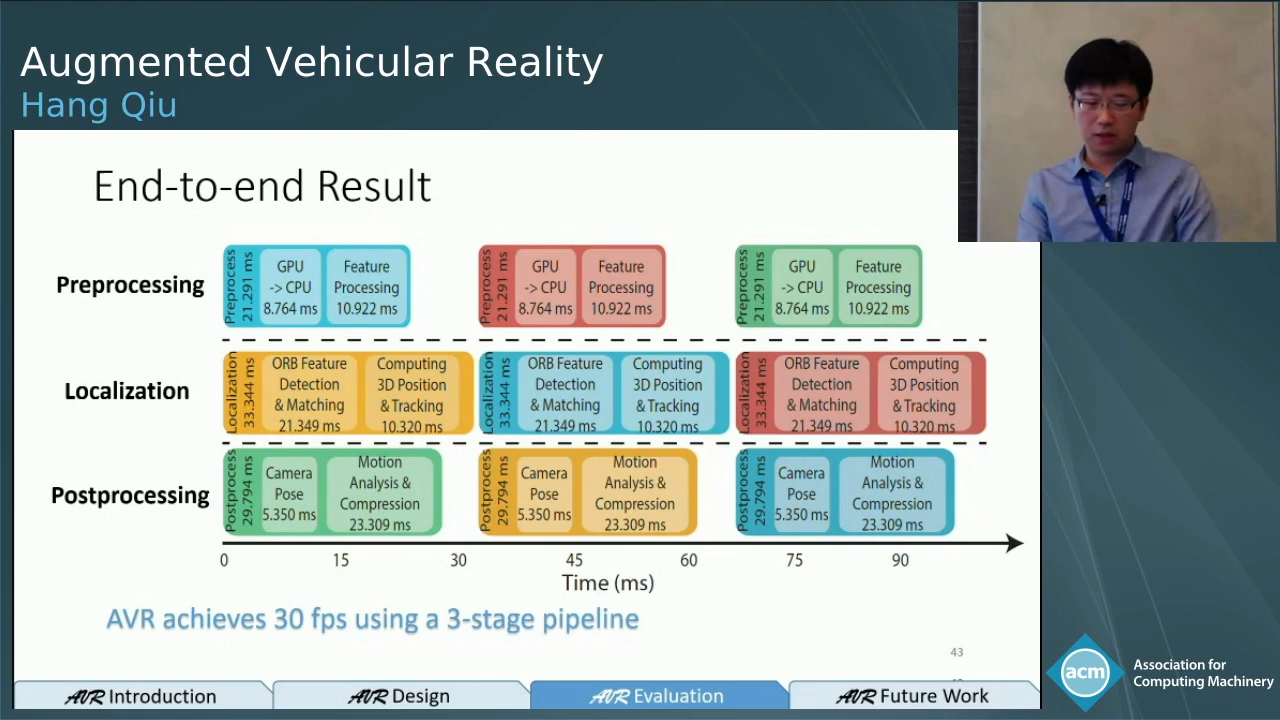 Augmented Vehicular Reality
Hang Qiu
End-to-end Result
Preprocessing
Preprocess
21.291 ms
GPU
-> CPU
8.764 ms
Feature
Processing
10.922 ms
Preprocess
21.291 ms
GPU
-> CPU
8.764 ms
Feature
Processing
10.922 ms
Preprocess
21.291 ms
GPU
-> CPU
8.764 ms
Feature
Processing
10.922 ms
Localization
Localization
33.344 ms
ORB Feature
Detection
& Matching
21.349 ms
Computing
3D Position
& Tracking
10.320 ms
Localization
33.344 ms
ORB Feature
Detection
& Matching
21.349 ms
Computing
3D Position
& Tracking
10.320 ms
Localization
33.344 ms
ORB Feature
Detection
& Matching
21.349 ms
Computing
3D Position
& Tracking
10.320 ms
Postprocessing
Postprocess
29.794 ms
Camera
Pose
5.350 ms
Motion
Analysis &
Compression
23.309 ms
Postprocess
29.794 ms
Camera
Pose
5.350 ms
Motion
Analysis &
Compression
23.309 ms
Postprocess
29.794 ms
Camera
Pose
5.350 ms
Motion
Analysis &
Compression
23.309 ms
0 15 30 45 60 75 90
Time (ms)
AVR achieves 30 fps using a 3-stage pipeline
43
AVR Introduction
AVR Design
AVR Evaluation
AVR Future Work
acm
Association for
Computing Machinery